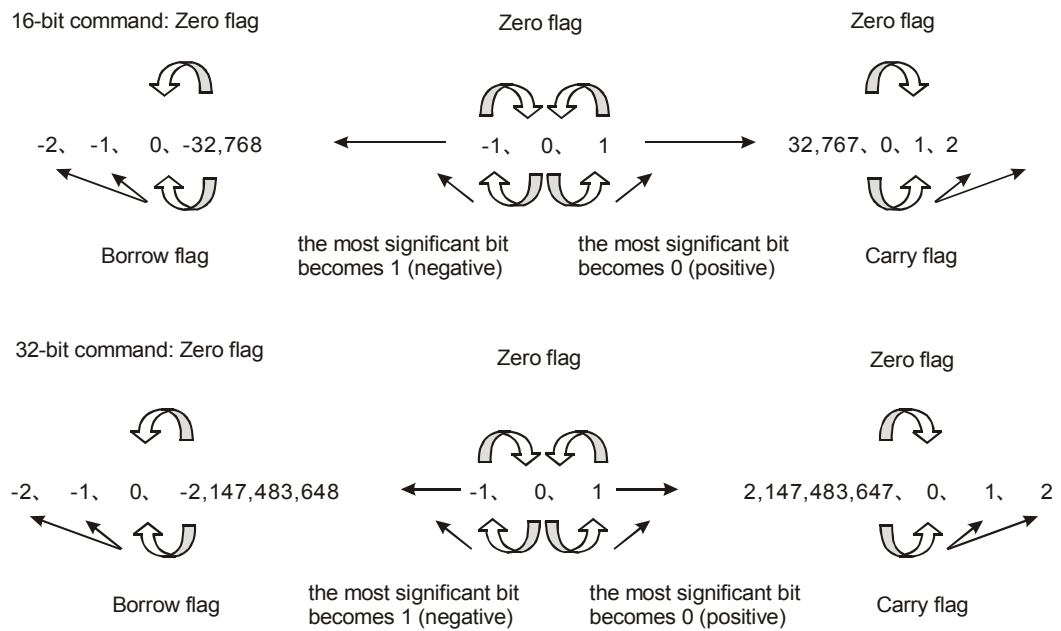 16-bit command: Zero flag
Zero flag
Zero flag
-2、 -1、 0、 -32,768
-1、 0、 1
32,767、 0、 1、 2
Borrow flag
the most significant bit
becomes 1 (negative)
the most significant bit
becomes 0 (positive)
Carry flag
32-bit command: Zero flag
Zero flag
Zero flag
-2、 -1、 0、 -2,147,483,648
-1、 0、 1
2,147,483,647、 0、 1、 2
Borrow flag
the most significant bit
becomes 1 (negative)
the most significant bit
becomes 0 (positive)
Carry flag